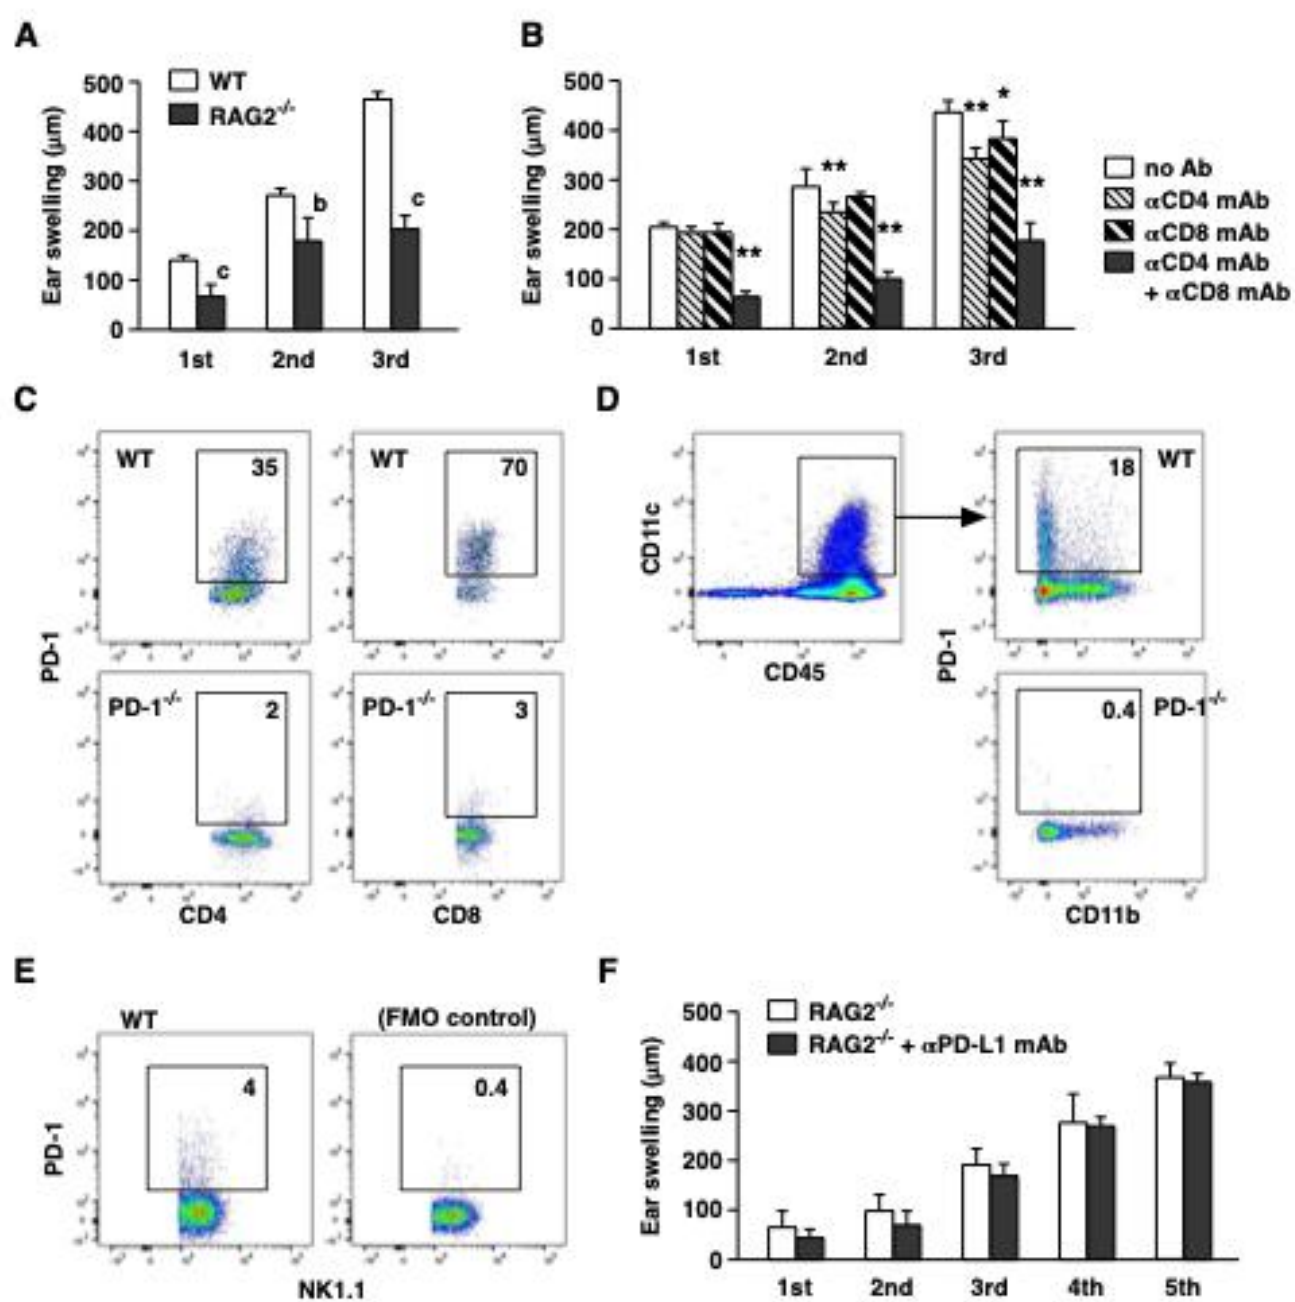 A
500
400
300
200
100
0
Ear swelling (μm)
WT
RAG2-/-
c
b
c
1st 2nd 3rd
B
500
400
300
200
100
0
Ear swelling (μm)
**
**
**
**
*
**
1st 2nd 3rd
no Ab
αCD4 mAb
αCD8 mAb
αCD4 mAb
+ αCD8 mAb
C
WT 35
WT 70
PD-1
PD-1-/- 2
PD-1-/- 3
CD4 CD8
D
CD11c
CD45
18 WT
PD-1
0.4 PD-1-/-
CD11b
E
WT (FMO control)
4
0.4
PD-1
NK1.1
F
500
400
300
200
100
0
Ear swelling (μm)
RAG2-/-
RAG2-/- + αPD-L1 mAb
1st 2nd 3rd 4th 5th